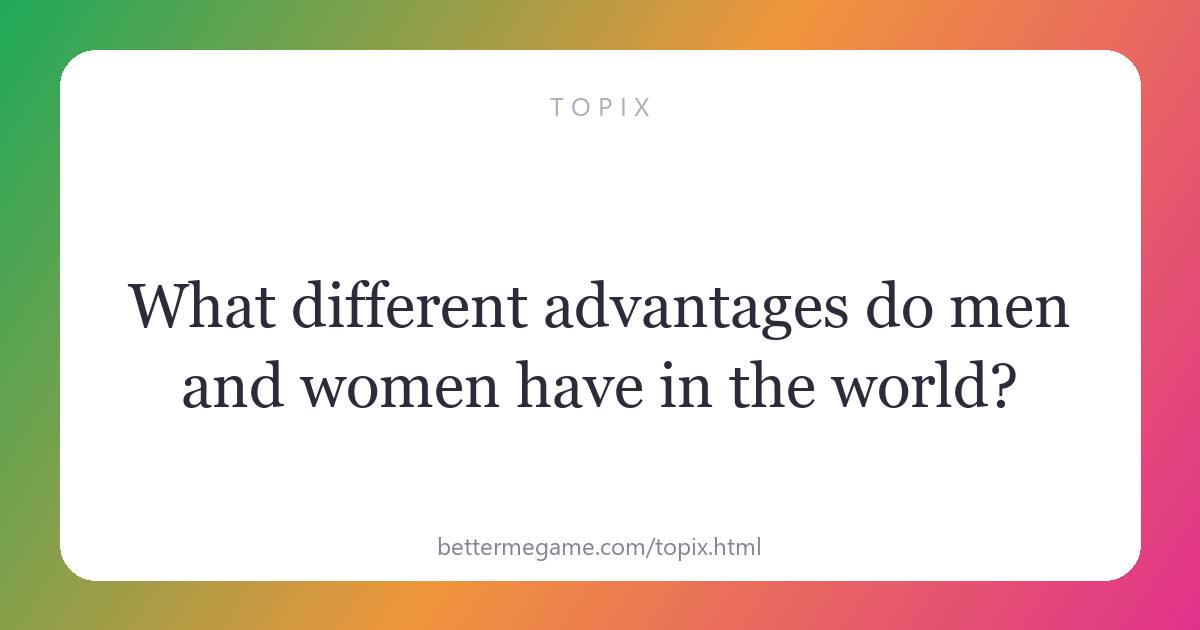 TOPIX
What different advantages do men
and women have in the world?
bettermegame.com/topix.html